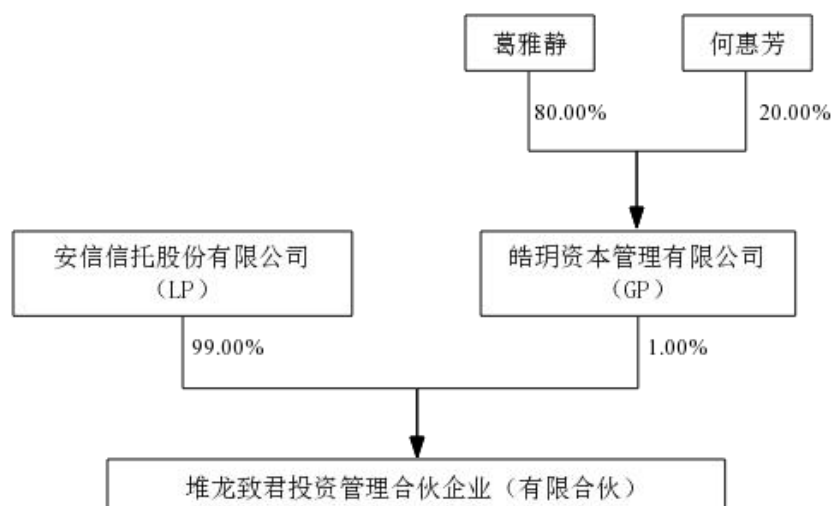 葛雅静
何惠芳
80.00%
20.00%
安信信托股份有限公司
（LP）
皓玥资本管理有限公司
（GP）
99.00%
1.00%
堆龙致君投资管理合伙企业（有限合伙）